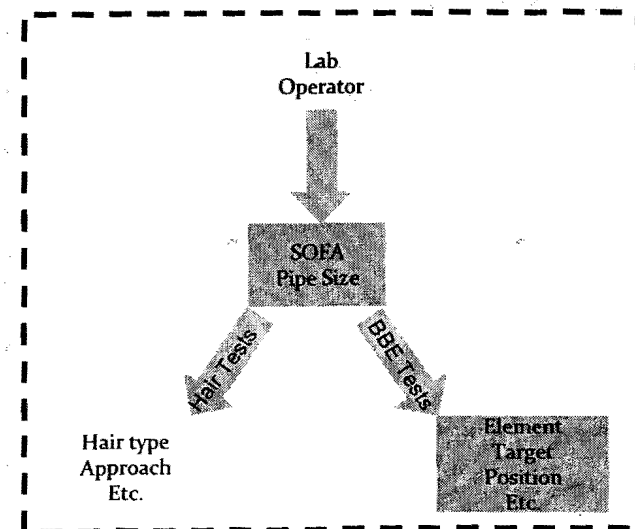 Lab
Operator
SOFA
Pipe Size
Hair Tests
BBE Tests
Hair type
Approach
Etc.
Element
Target
Position
Etc.